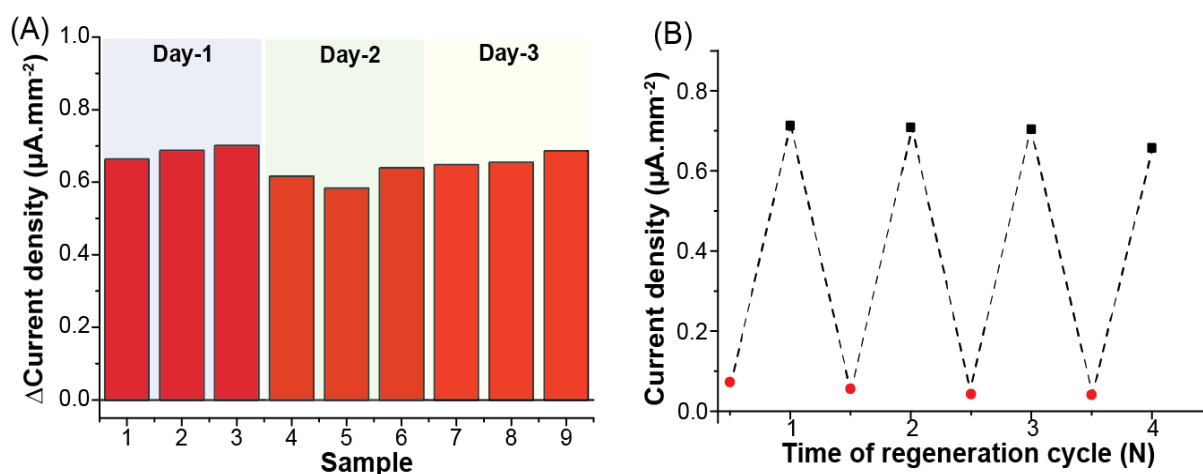 (A)
ΔCurrent density (µA.mm⁻²)
1.0
0.8
0.6
0.4
0.2
0.0
Day-1 Day-2 Day-3
1 2 3 4 5 6 7 8 9
Sample
(B)
Current density (µA.mm⁻²)
0.8
0.6
0.4
0.2
0.0
1 2 3 4
Time of regeneration cycle (N)